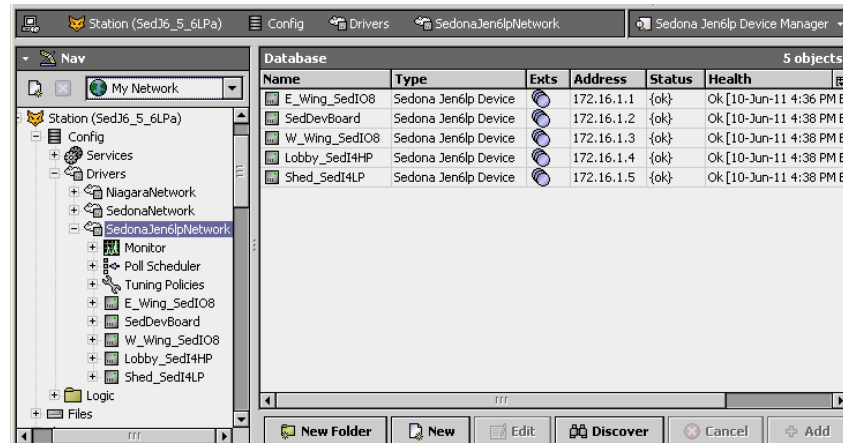 Station (SedJ6_5_6LPa) Config Drivers SedonaJen6lpNetwork Sedona Jen6lp Device Manager
Nav
My Network
Station (SedJ6_5_6LPa)
Config
Services
Drivers
NiagaraNetwork
SedonaNetwork
SedonaJen6lpNetwork
Monitor
Poll Scheduler
Tuning Policies
E_Wing_SedIO8
SedDevBoard
W_Wing_SedIO8
Lobby_SedI4HP
Shed_SedI4LP
Logic
Files
Database 5 objects
Name Type Exts Address Status Health
E_Wing_SedIO8 Sedona Jen6lp Device 172.16.1.1 {ok} Ok [10-Jun-11 4:36 PM E
SedDevBoard Sedona Jen6lp Device 172.16.1.2 {ok} Ok [10-Jun-11 4:38 PM E
W_Wing_SedIO8 Sedona Jen6lp Device 172.16.1.3 {ok} Ok [10-Jun-11 4:38 PM E
Lobby_SedI4HP Sedona Jen6lp Device 172.16.1.4 {ok} Ok [10-Jun-11 4:38 PM E
Shed_SedI4LP Sedona Jen6lp Device 172.16.1.5 {ok} Ok [10-Jun-11 4:38 PM E
New Folder New Edit Discover Cancel Add